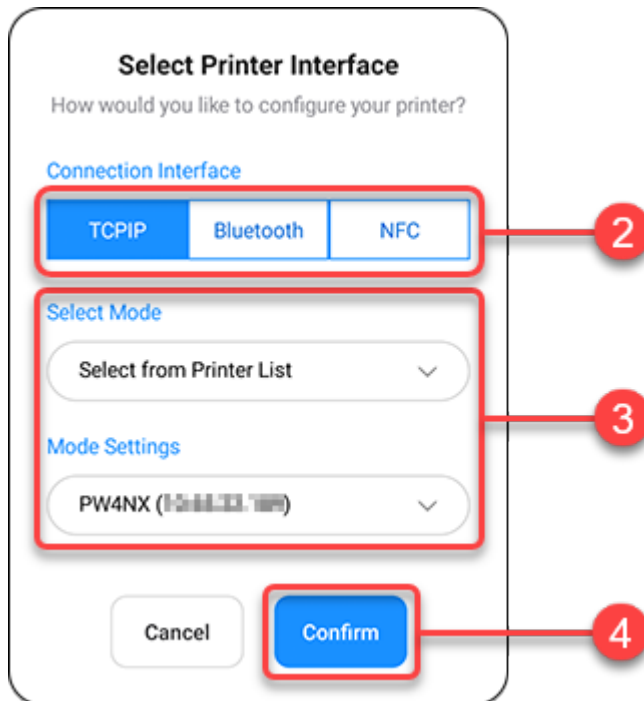 Select Printer Interface
How would you like to configure your printer?
Connection Interface
TCPIP Bluetooth NFC
2
Select Mode
Select from Printer List
3
Mode Settings
PW4NX ()
Cancel Confirm
4